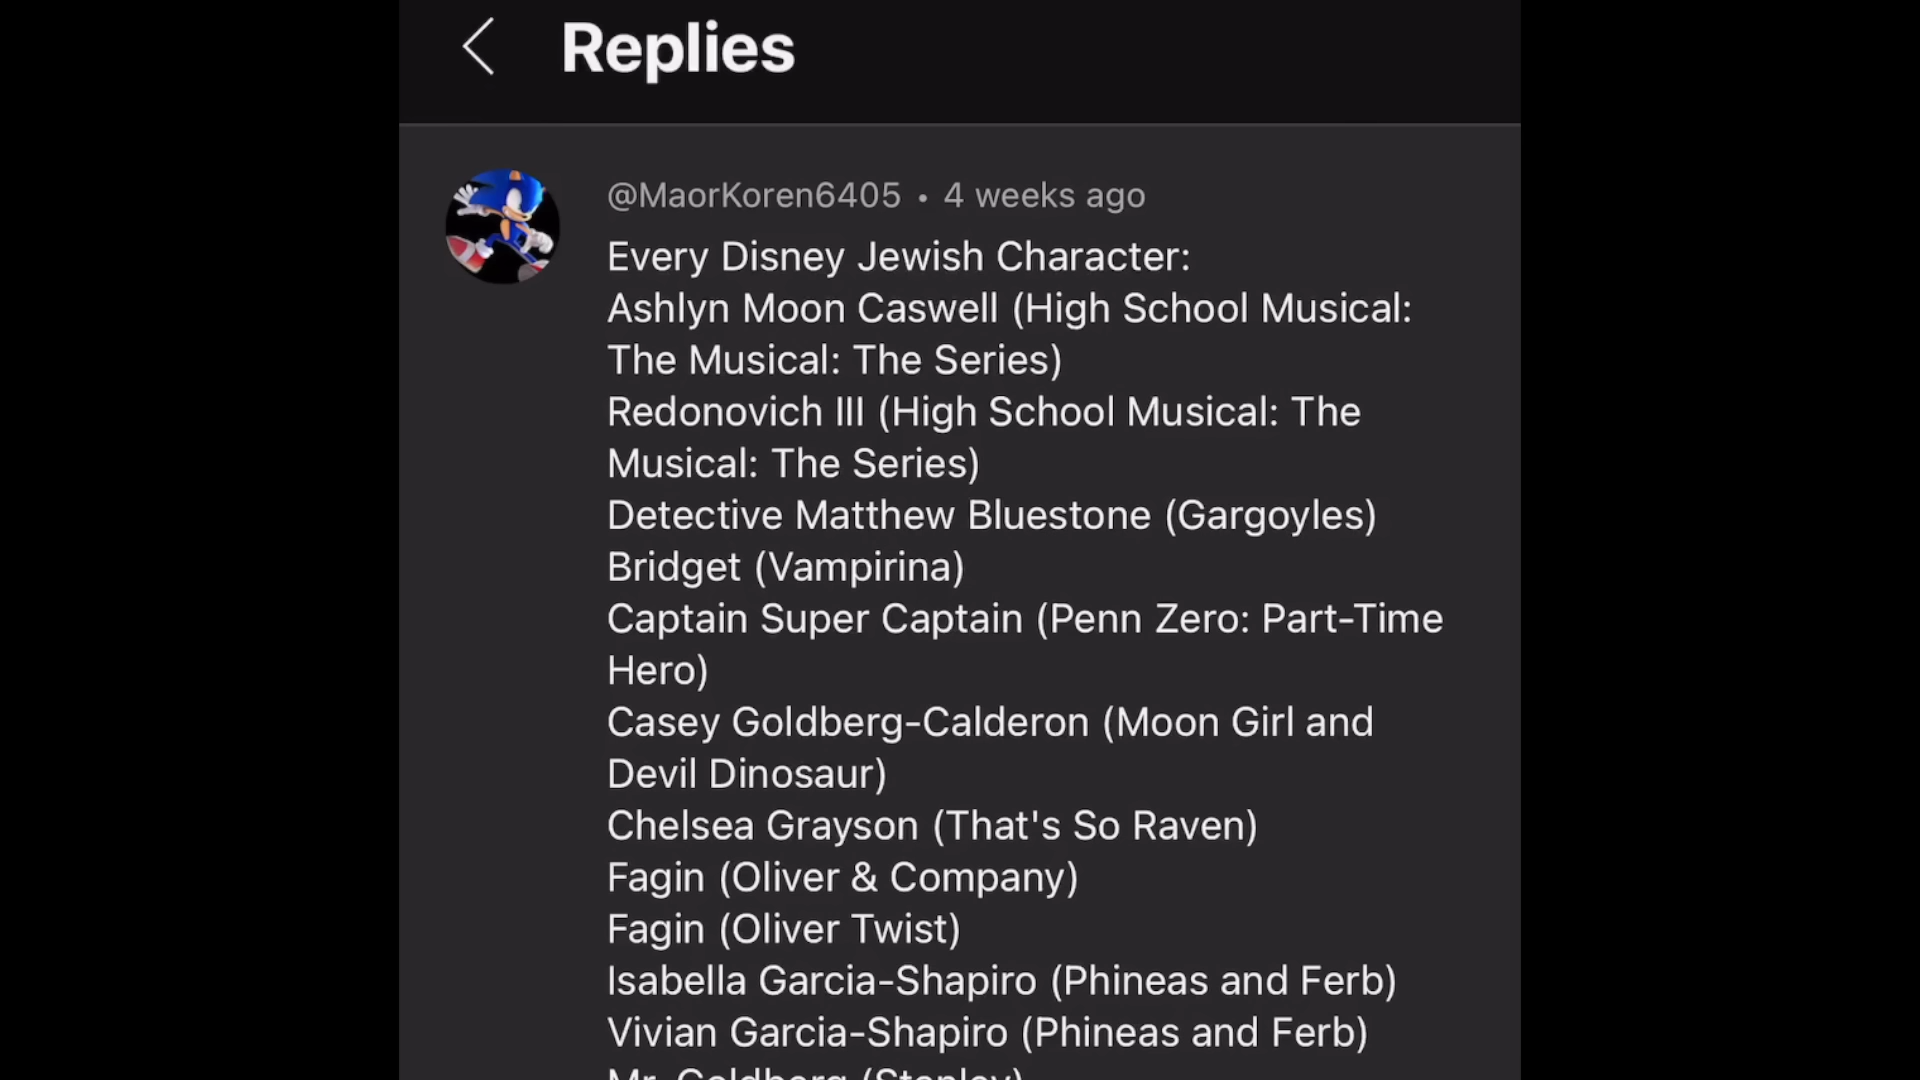 Replies
@MaorKoren6405 • 4 weeks ago
Every Disney Jewish Character:
Ashlyn Moon Caswell (High School Musical:
The Musical: The Series)
Redonovich III (High School Musical: The
Musical: The Series)
Detective Matthew Bluestone (Gargoyles)
Bridget (Vampirina)
Captain Super Captain (Penn Zero: Part-Time
Hero)
Casey Goldberg-Calderon (Moon Girl and
Devil Dinosaur)
Chelsea Grayson (That's So Raven)
Fagin (Oliver & Company)
Fagin (Oliver Twist)
Isabella Garcia-Shapiro (Phineas and Ferb)
Vivian Garcia-Shapiro (Phineas and Ferb)
Mr. Goldberg (Stanley)